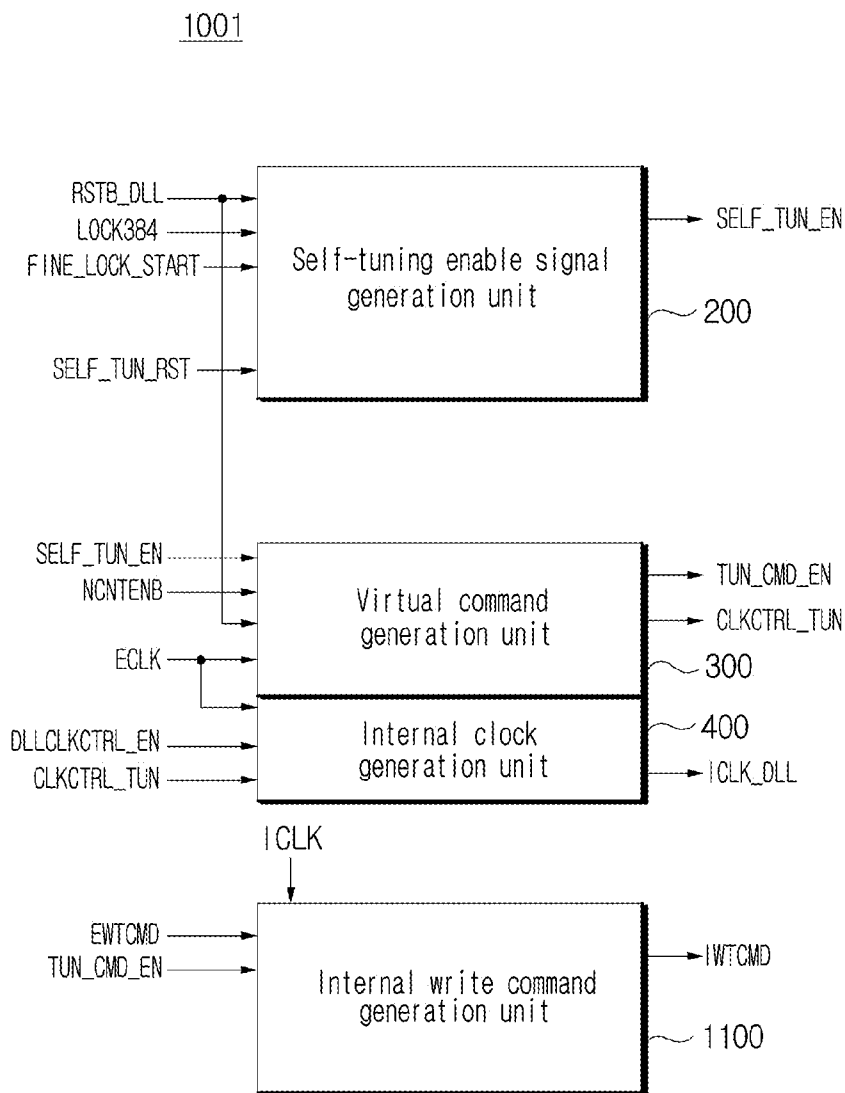 1001
RSTB_DLL
LOCK384
FINE_LOCK_START
SELF_TUN_RST
Self-tuning enable signal
generation unit
SELF_TUN_EN
200
SELF_TUN_EN
NCNTENB
ECLK
Virtual command
generation unit
TUN_CMD_EN
CLKCTRL_TUN
300
DLLCLKCTRL_EN
CLKCTRL_TUN
Internal clock
generation unit
400
ICLK_DLL
ICLK
EWTCMD
TUN_CMD_EN
Internal write command
generation unit
IWTCMD
1100